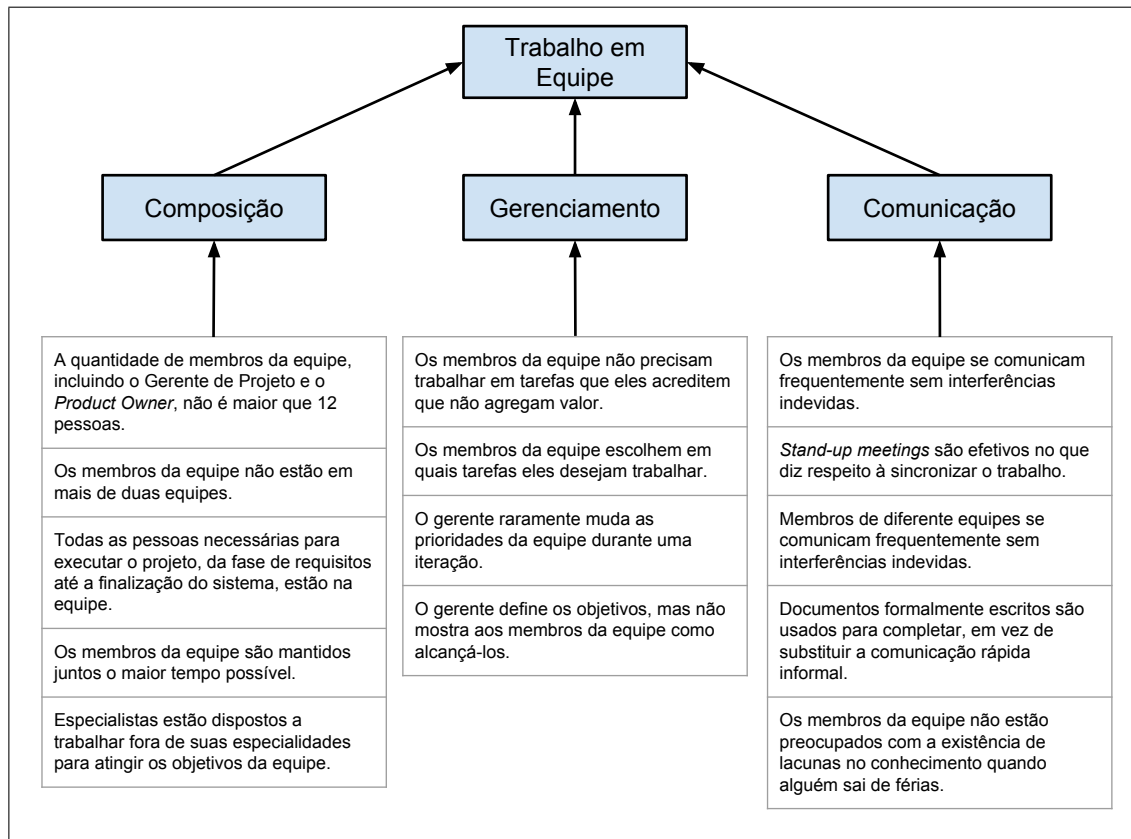 Trabalho em
Equipe
Composição
Gerenciamento
Comunicação
A quantidade de membros da equipe,
incluindo o Gerente de Projeto e o
Product Owner, não é maior que 12
pessoas.
Os membros da equipe não estão em
mais de duas equipes.
Todas as pessoas necessárias para
executar o projeto, da fase de requisitos
até a finalização do sistema, estão na
equipe.
Os membros da equipe são mantidos
juntos o maior tempo possível.
Especialistas estão dispostos a
trabalhar fora de suas especialidades
para atingir os objetivos da equipe.
Os membros da equipe não precisam
trabalhar em tarefas que eles acreditem
que não agregam valor.
Os membros da equipe escolhem em
quais tarefas eles desejam trabalhar.
O gerente raramente muda as
prioridades da equipe durante uma
iteração.
O gerente define os objetivos, mas não
mostra aos membros da equipe como
alcançá-los.
Os membros da equipe se comunicam
frequentemente sem interferências
indevidas.
Stand-up meetings são efetivos no que
diz respeito à sincronizar o trabalho.
Membros de diferente equipes se
comunicam frequentemente sem
interferências indevidas.
Documentos formalmente escritos são
usados para completar, em vez de
substituir a comunicação rápida
informal.
Os membros da equipe não estão
preocupados com a existência de
lacunas no conhecimento quando
alguém sai de férias.